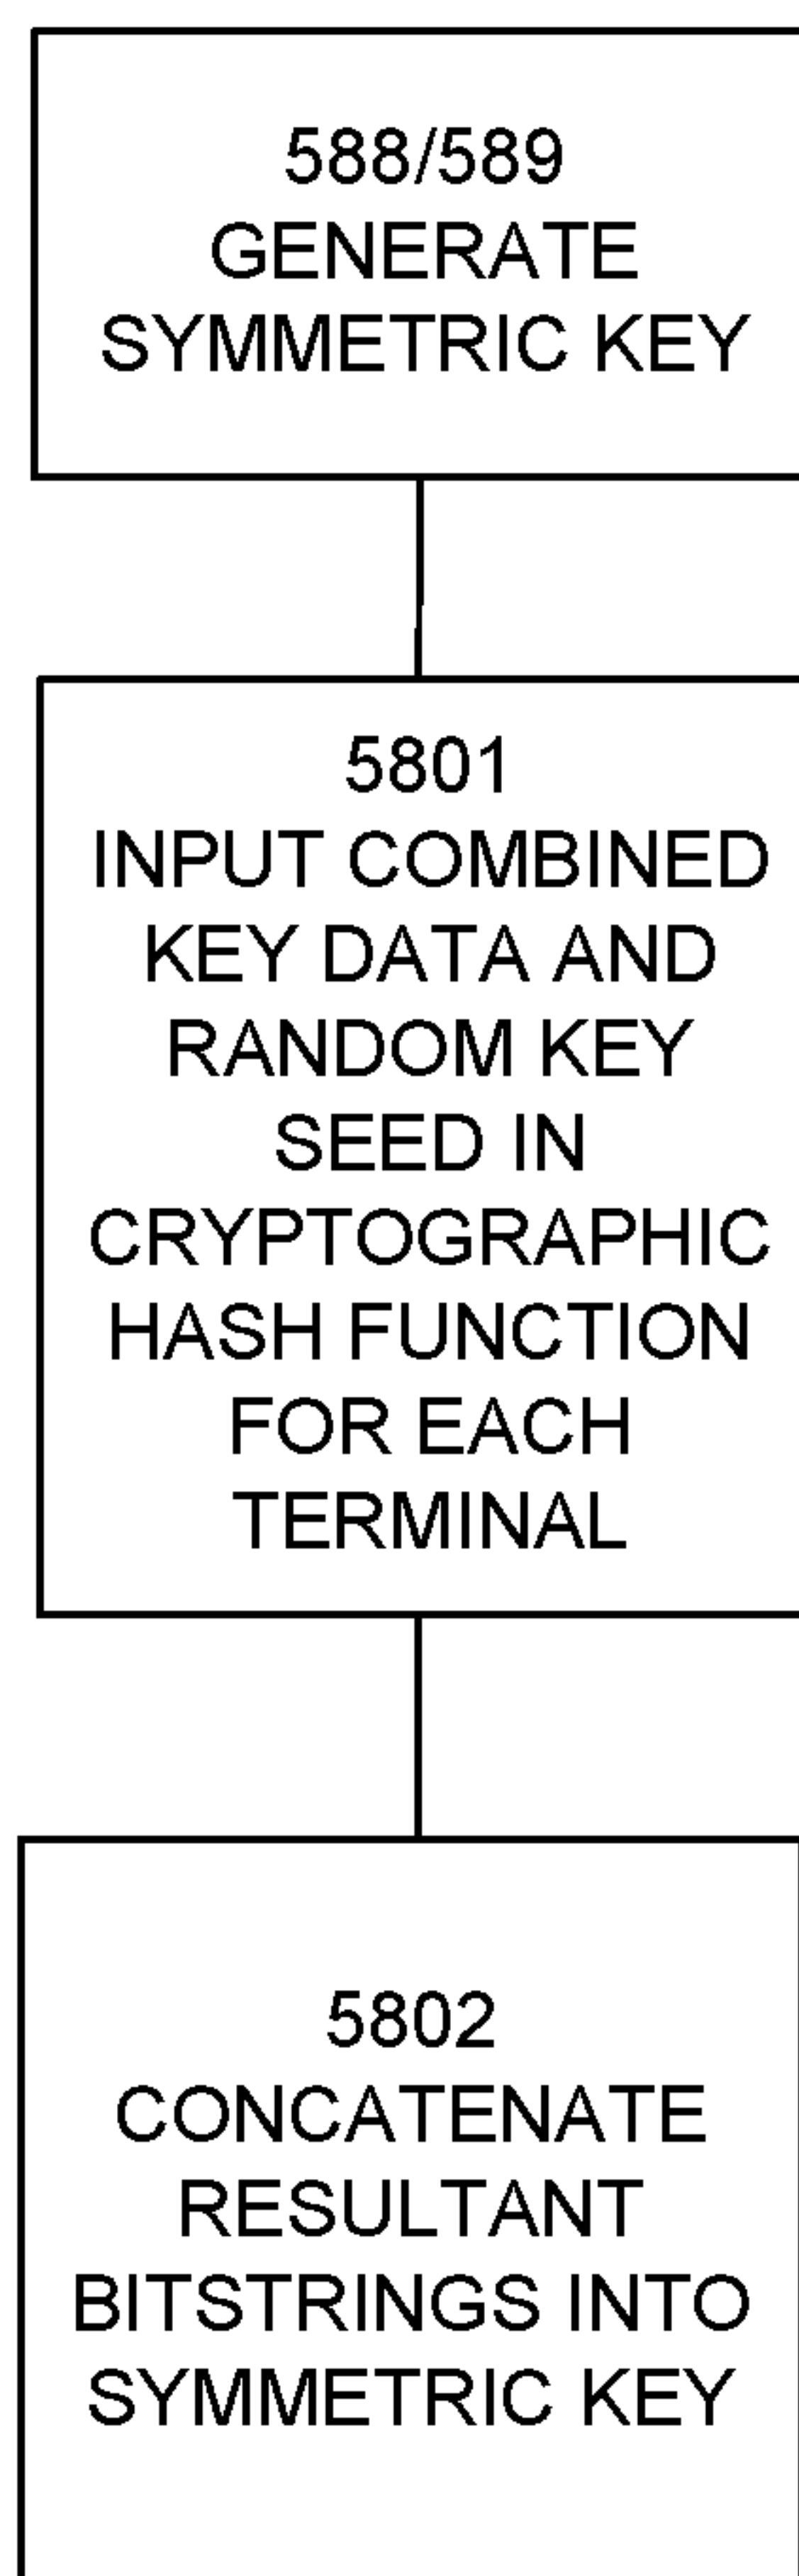 588/589
GENERATE
SYMMETRIC KEY
5801
INPUT COMBINED
KEY DATA AND
RANDOM KEY
SEED IN
CRYPTOGRAPHIC
HASH FUNCTION
FOR EACH
TERMINAL
5802
CONCATENATE
RESULTANT
BITSTRINGS INTO
SYMMETRIC KEY